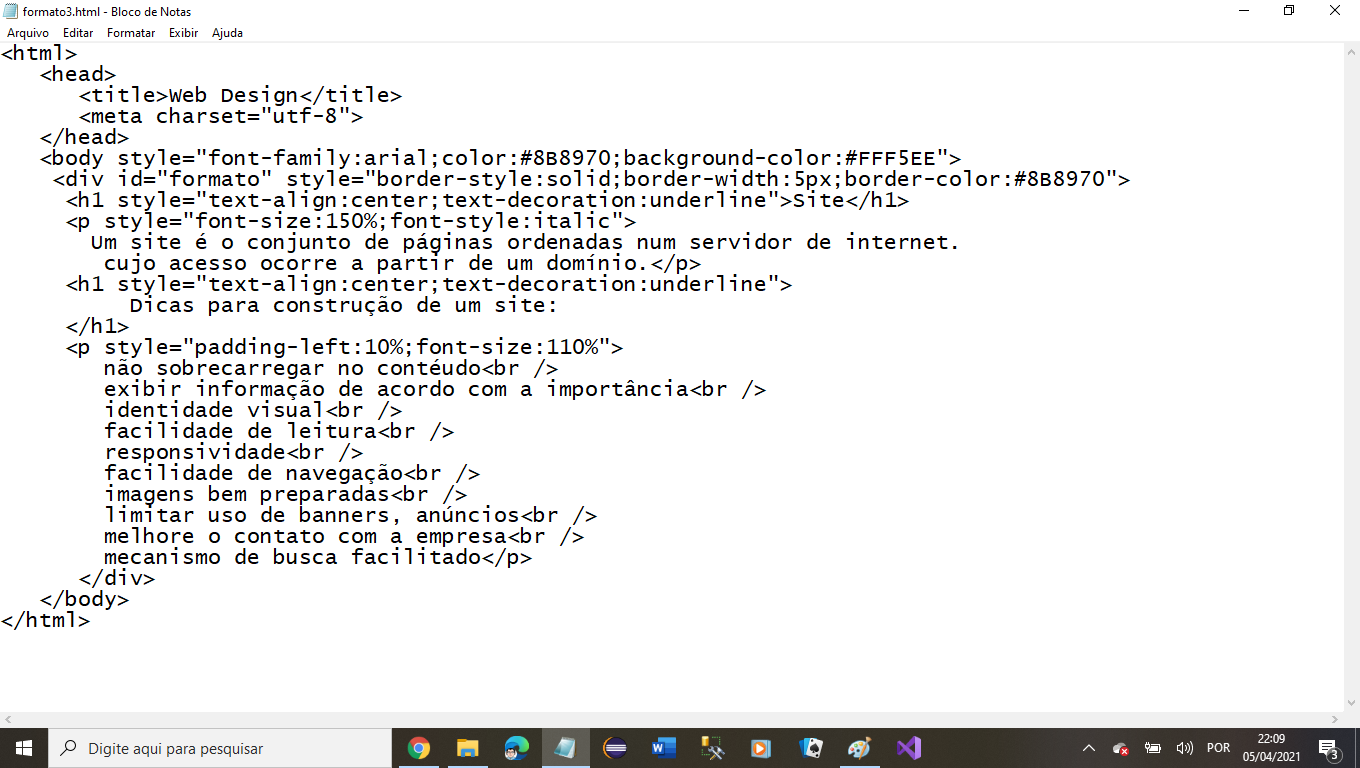 formato3.html - Bloco de Notas
Arquivo Editar Formatar Exibir Ajuda
<html>
   <head>
      <title>Web Design</title>
      <meta charset="utf-8">
   </head>
   <body style="font-family:arial;color:#8B8970;background-color:#FFF5EE">
    <div id="formato" style="border-style:solid;border-width:5px;border-color:#8B8970">
     <h1 style="text-align:center;text-decoration:underline">Site</h1>
     <p style="font-size:150%;font-style:italic">
       Um site é o conjunto de páginas ordenadas num servidor de internet.
        cujo acesso ocorre a partir de um domínio.</p>
     <h1 style="text-align:center;text-decoration:underline">
          Dicas para construção de um site:
     </h1>
     <p style="padding-left:10%;font-size:110%">
        não sobrecarregar no contéudo<br />
        exibir informação de acordo com a importância<br />
        identidade visual<br />
        facilidade de leitura<br />
        responsividade<br />
        facilidade de navegação<br />
        imagens bem preparadas<br />
        limitar uso de banners, anúncios<br />
        melhore o contato com a empresa<br />
        mecanismo de busca facilitado</p>
      </div>
   </body>
</html>
Digite aqui para pesquisar
POR
22:09
05/04/2021
3